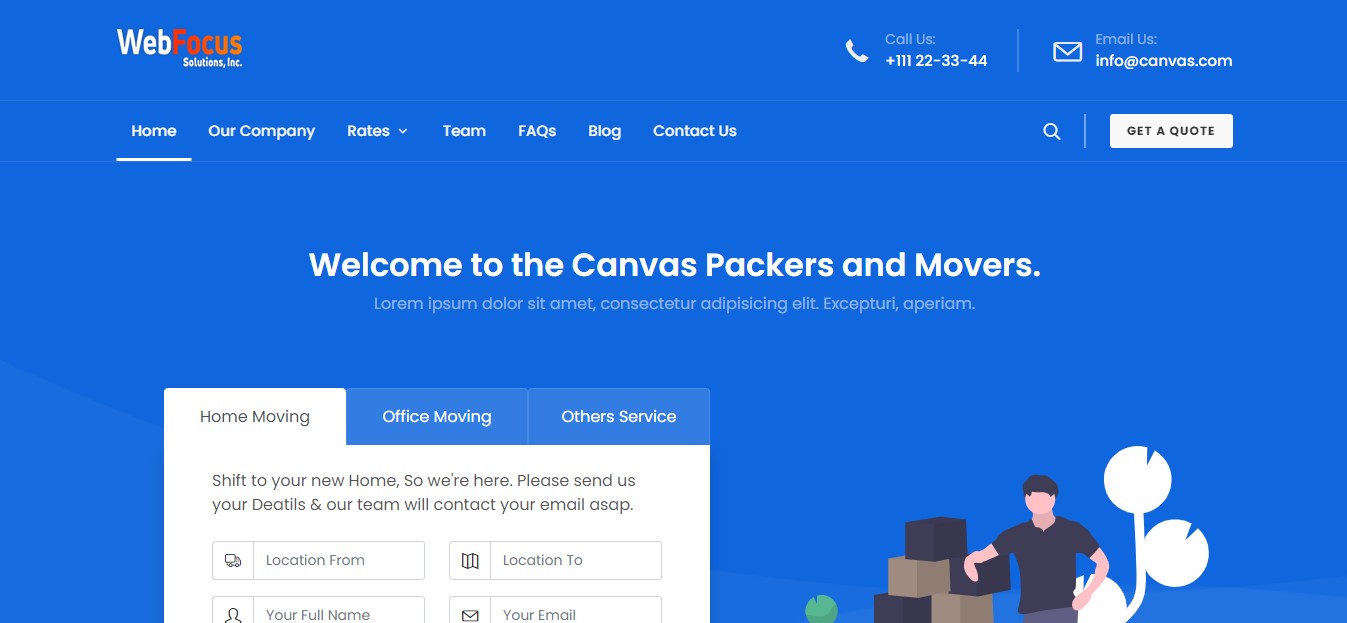 WebFocus
Solutions, Inc.
Call Us:
+111 22-33-44
Email Us:
info@canvas.com
Home
Our Company
Rates
Team
FAQs
Blog
Contact Us
GET A QUOTE
Welcome to the Canvas Packers and Movers.
Lorem ipsum dolor sit amet, consectetur adipisicing elit. Excepturi, aperiam.
Home Moving
Office Moving
Others Service
Shift to your new Home, So we're here. Please send us
your Deatils & our team will contact your email asap.
Location From
Location To
Your Full Name
Your Email